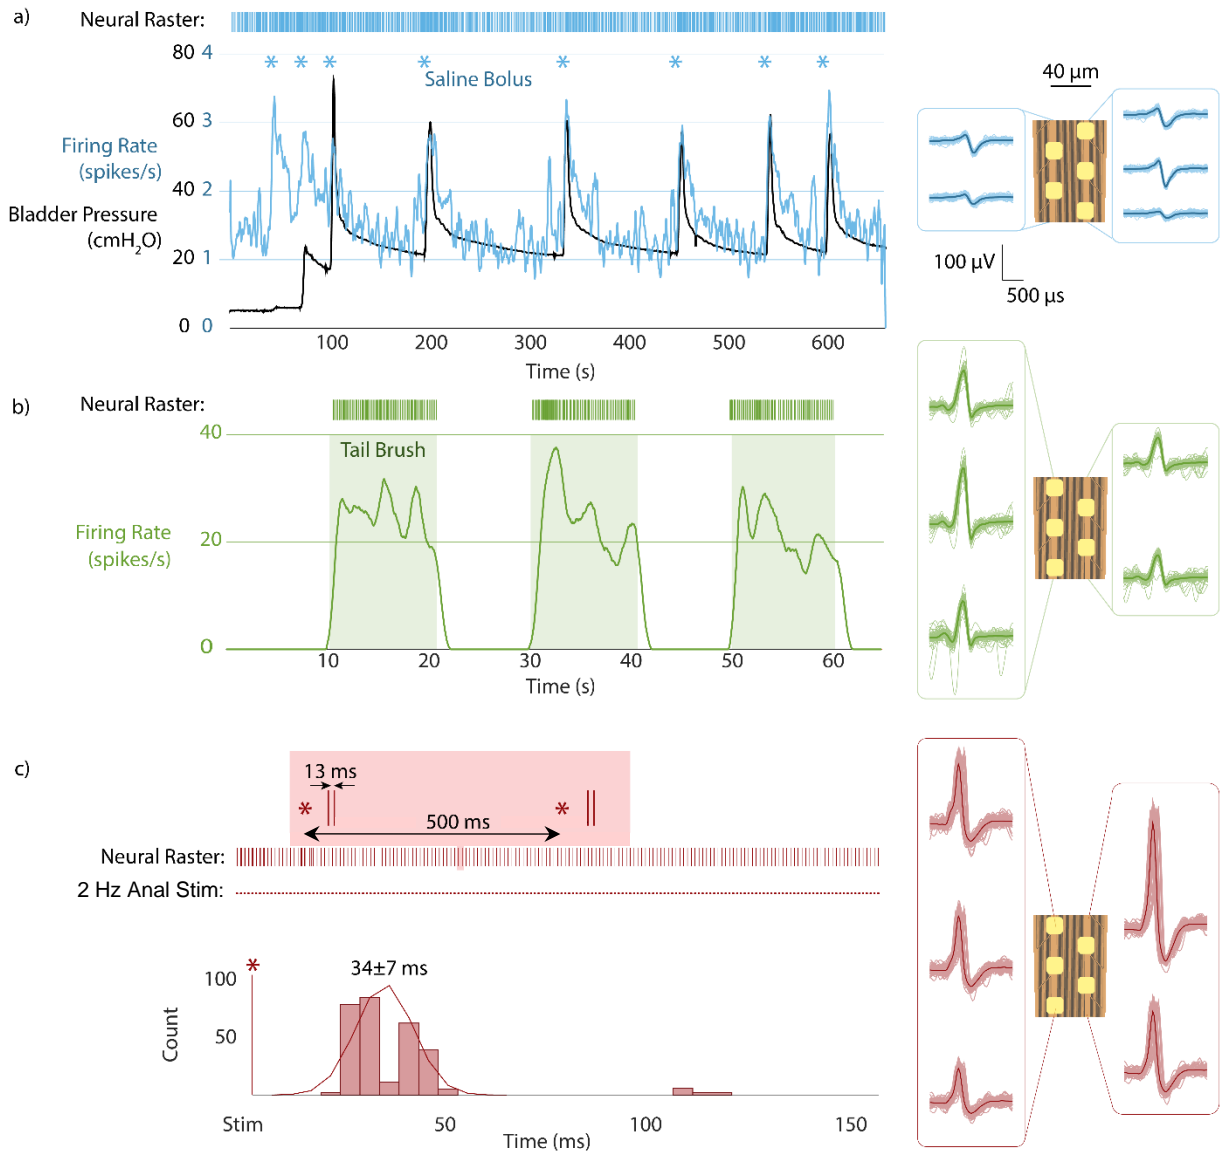 a)
Neural Raster:
80 4
* * * * * * * *
Saline Bolus
60 3
Firing Rate
(spikes/s)
40 2
Bladder Pressure
(cmH2O)
20 1
0 0
100 200 300 400 500 600
Time (s)
40 µm
100 µV
500 µs
b)
Neural Raster:
40
Tail Brush
Firing Rate
(spikes/s)
20
0
10 20 30 40 50 60
Time (s)
c)
13 ms
* *
500 ms
Neural Raster:
2 Hz Anal Stim:
*
34±7 ms
100
Count
50
Stim 50 100 150
Time (ms)